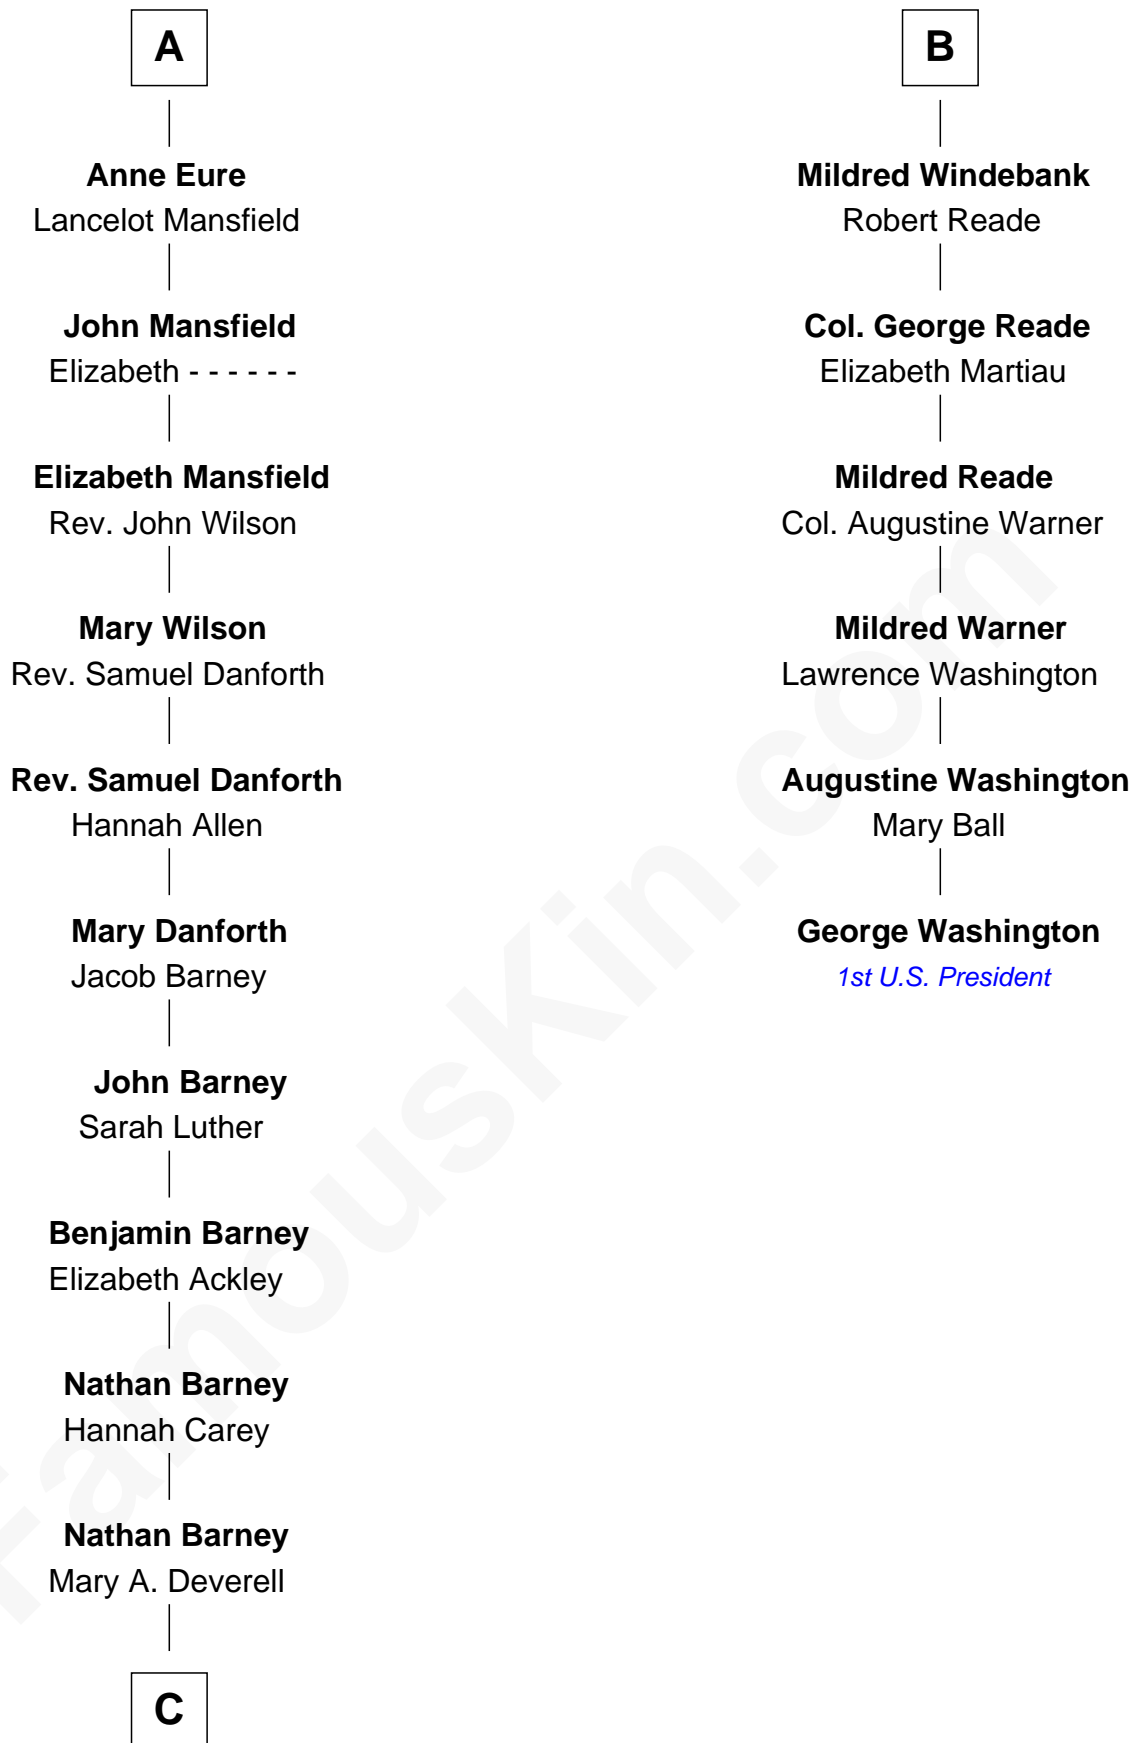 A
Anne Eure
Lancelot Mansfield
John Mansfield
Elizabeth - - - - - -
Elizabeth Mansfield
Rev. John Wilson
Mary Wilson
Rev. Samuel Danforth
Rev. Samuel Danforth
Hannah Allen
Mary Danforth
Jacob Barney
John Barney
Sarah Luther
Benjamin Barney
Elizabeth Ackley
Nathan Barney
Hannah Carey
Nathan Barney
Mary A. Deverell
C
B
Mildred Windebank
Robert Reade
Col. George Reade
Elizabeth Martiau
Mildred Reade
Col. Augustine Warner
Mildred Warner
Lawrence Washington
Augustine Washington
Mary Ball
George Washington
1st U.S. President
FamousKin.com